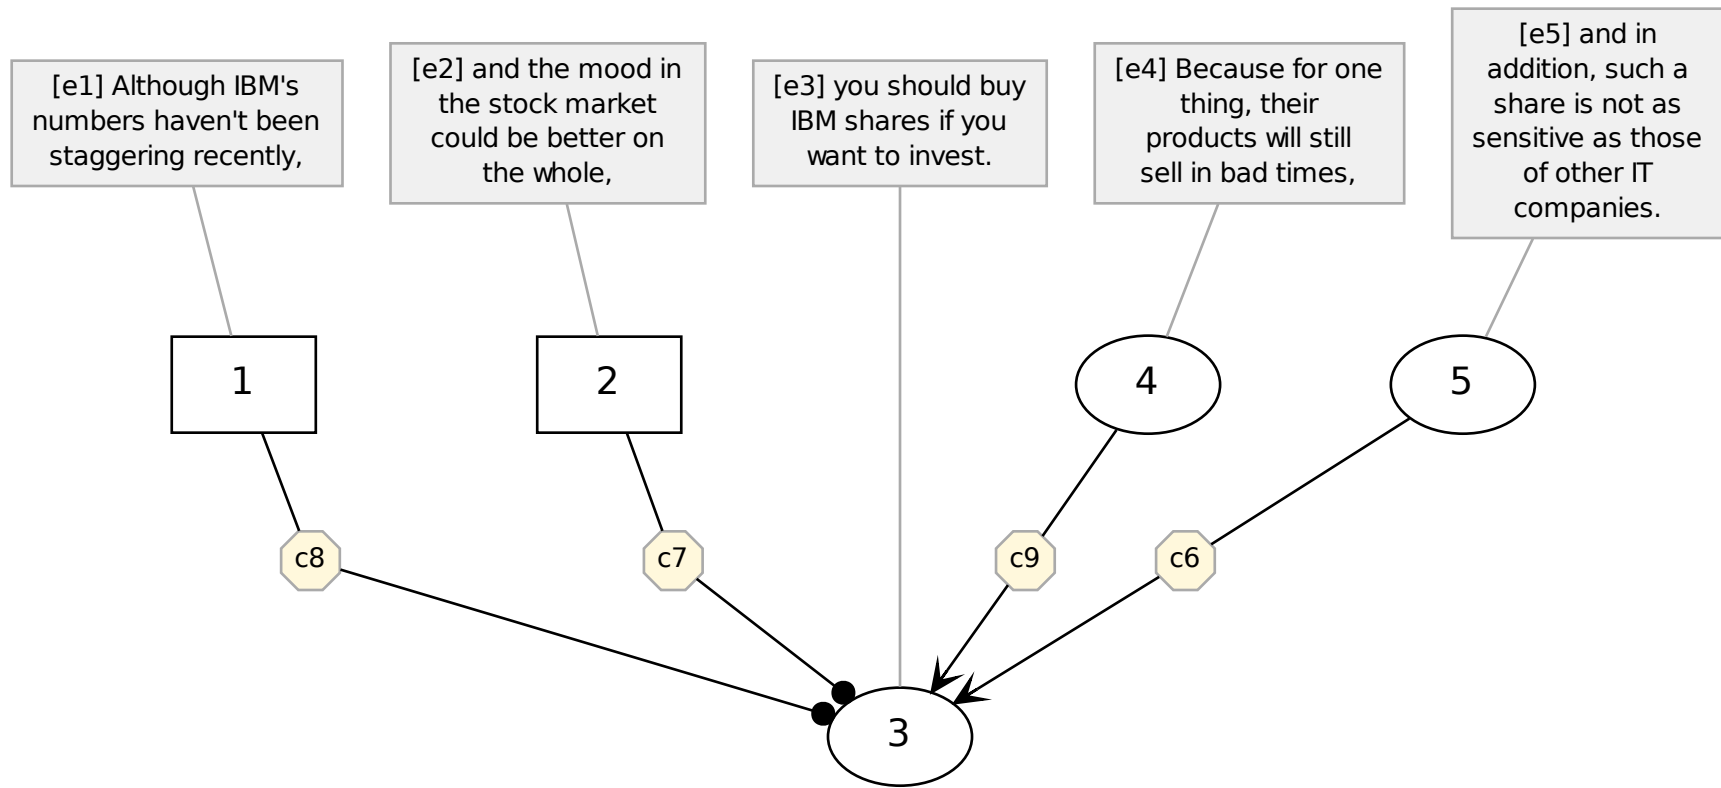 [e1] Although IBM's
numbers haven't been
staggering recently,
[e2] and the mood in
the stock market
could be better on
the whole,
[e3] you should buy
IBM shares if you
want to invest.
[e4] Because for one
thing, their
products will still
sell in bad times,
[e5] and in
addition, such a
share is not as
sensitive as those
of other IT
companies.
1
2
4
5
c8
c7
c9
c6
3